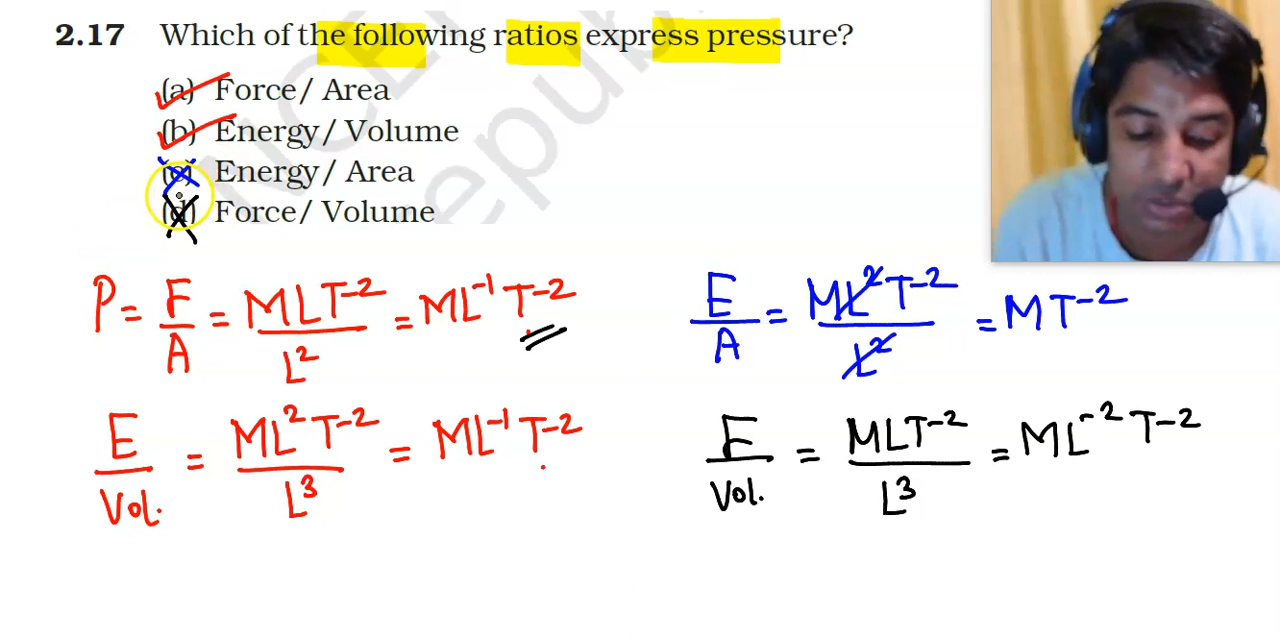 2.17 Which of the following ratios express pressure?
(a) Force/ Area
(b) Energy/ Volume
(c) Energy/ Area
(d) Force/ Volume
P = F/A = MLT⁻²/L² = ML⁻¹T⁻²
E/A = ML²T⁻²/L² = MT⁻²
E/Vol. = ML²T⁻²/L³ = ML⁻¹T⁻²
F/Vol. = MLT⁻²/L³ = ML⁻²T⁻²